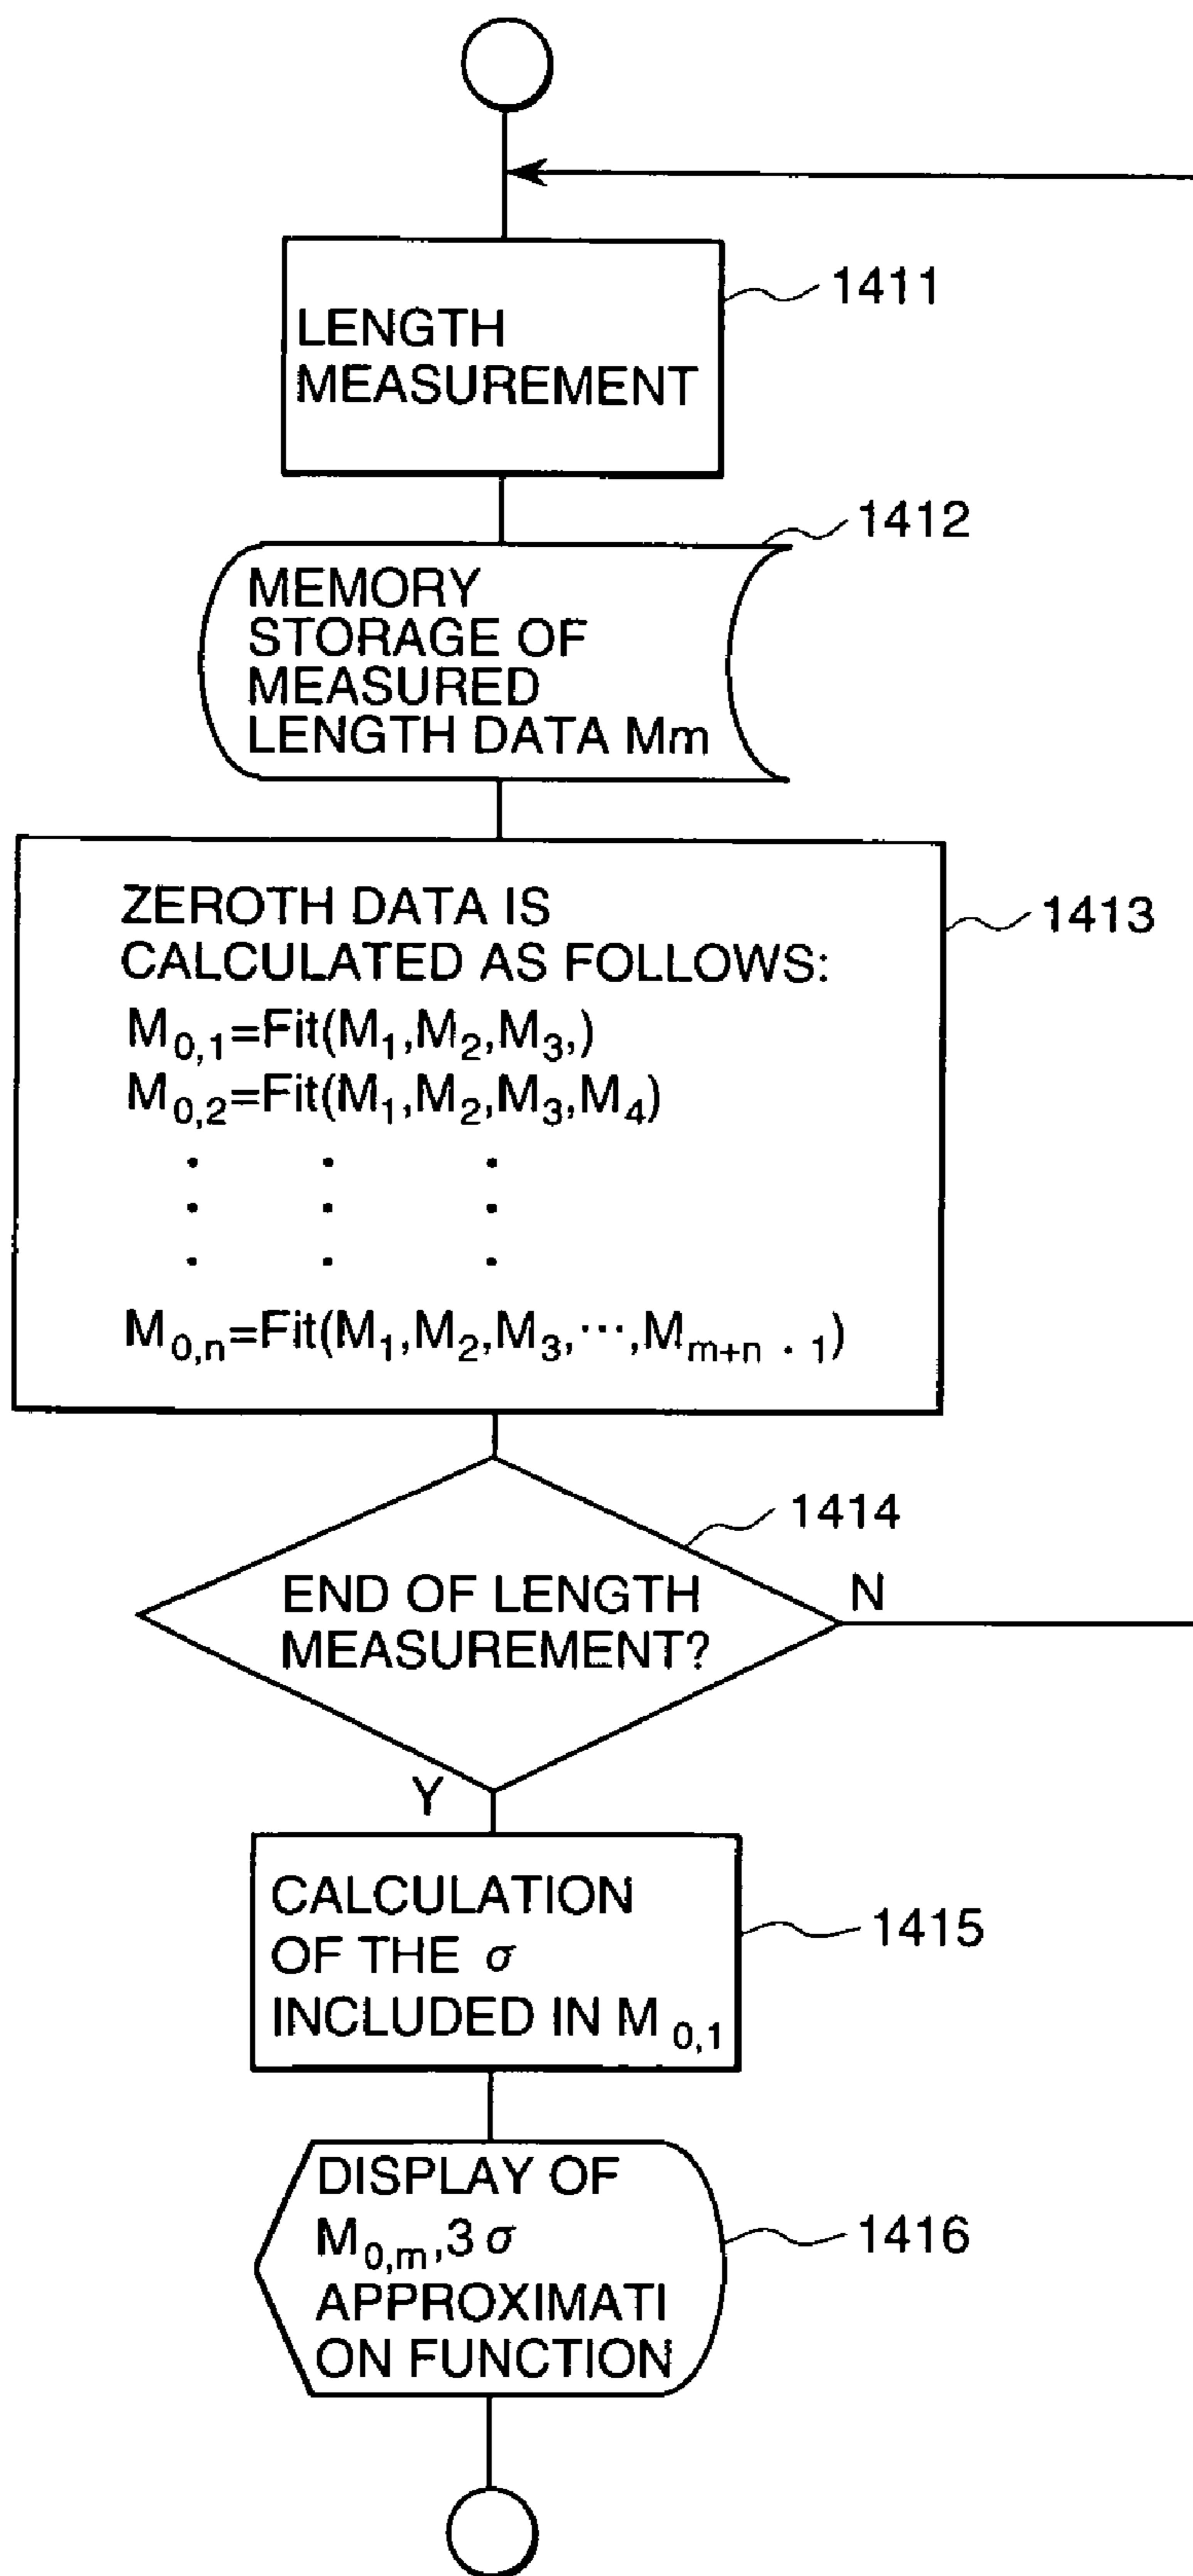 LENGTH
MEASUREMENT
1411
1412
MEMORY
STORAGE OF
MEASURED
LENGTH DATA Mm
1413
ZEROTH DATA IS
CALCULATED AS FOLLOWS:
M0,1=Fit(M1,M2,M3,)
M0,2=Fit(M1,M2,M3,M4)
. . .
. . .
. . .
M0,n=Fit(M1,M2,M3,⋯,Mm+n · 1)
1414
END OF LENGTH
MEASUREMENT?
N
Y
CALCULATION
OF THE σ
INCLUDED IN M0,1
1415
DISPLAY OF
M0,m,3σ
APPROXIMATI
ON FUNCTION
1416